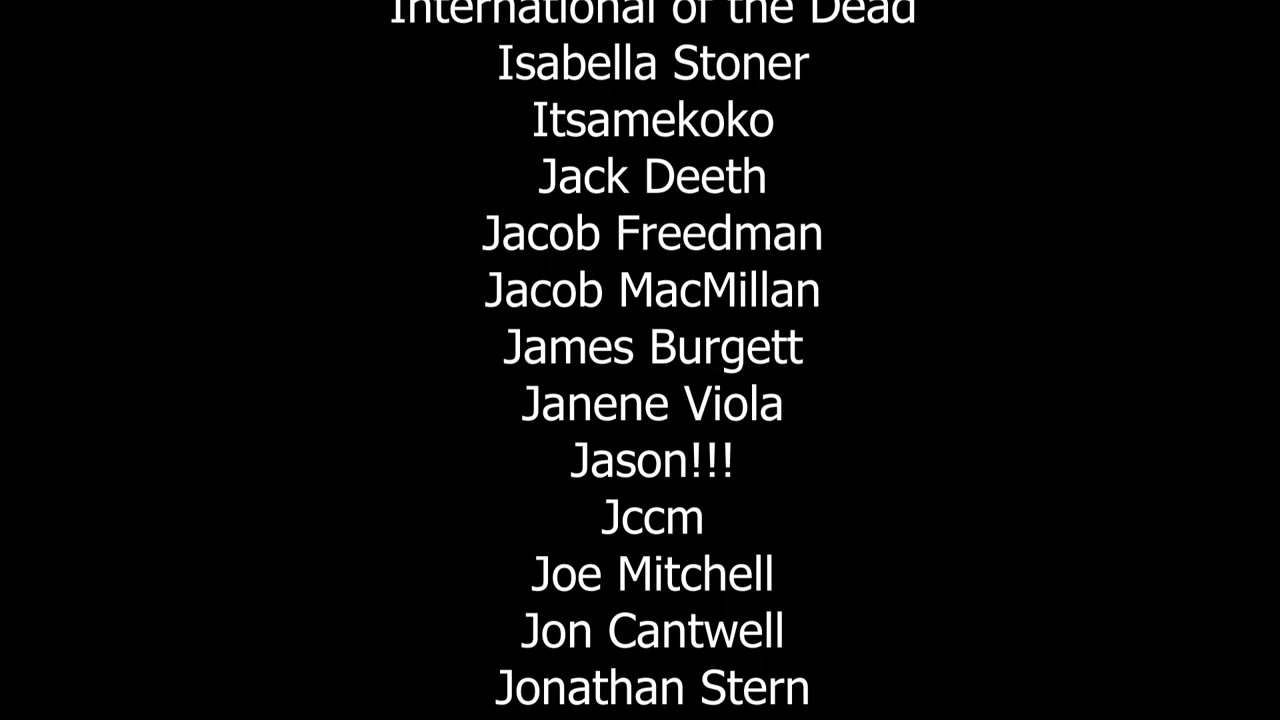 International of the Dead
Isabella Stoner
Itsamekoko
Jack Deeth
Jacob Freedman
Jacob MacMillan
James Burgett
Janene Viola
Jason!!!
Jccm
Joe Mitchell
Jon Cantwell
Jonathan Stern